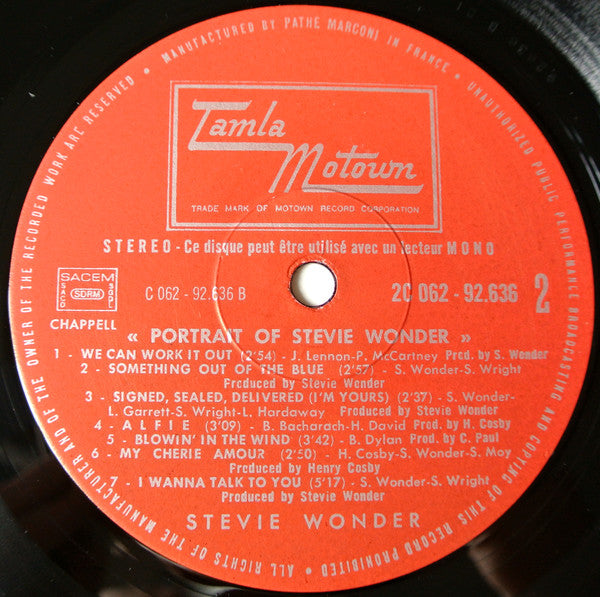 MANUFACTURED BY PATHÉ MARCONI IN FRANCE • UNAUTHORIZED PUBLIC PERFORMANCE BROADCASTING AND COPYING OF THIS RECORD PROHIBITED • ALL RIGHTS OF THE MANUFACTURER AND OF THE OWNER OF THE RECORDED WORK ARE RESERVED •
Tamla
Motown
TRADE MARK OF MOTOWN RECORD CORPORATION
STEREO - Ce disque peut être utilisé avec un lecteur MONO
SACEM
SACD SDRM SGDL
CHAPPELL
C 062 - 92.636 B
2C 062 - 92.636 2
« PORTRAIT OF STEVIE WONDER »
1 - WE CAN WORK IT OUT (2'54) - J. Lennon-P. McCartney Prod. by S. Wonder
2 - SOMETHING OUT OF THE BLUE (2'57) - S. Wonder-S. Wright
Produced by Stevie Wonder
3 - SIGNED, SEALED, DELIVERED (I'M YOURS) (2'37) - S. Wonder-
L. Garrett-S. Wright-L. Hardaway Produced by Stevie Wonder
4 - ALFIE (3'09) - B. Bacharach-H. David Prod. by H. Cosby
5 - BLOWIN' IN THE WIND (3'42) - B. Dylan Prod. by C. Paul
6 - MY CHERIE AMOUR (2'50) - H. Cosby-S. Wonder-S. Moy
Produced by Henry Cosby
7 - I WANNA TALK TO YOU (5'17) - S. Wonder-S. Wright
Produced by Stevie Wonder
STEVIE WONDER